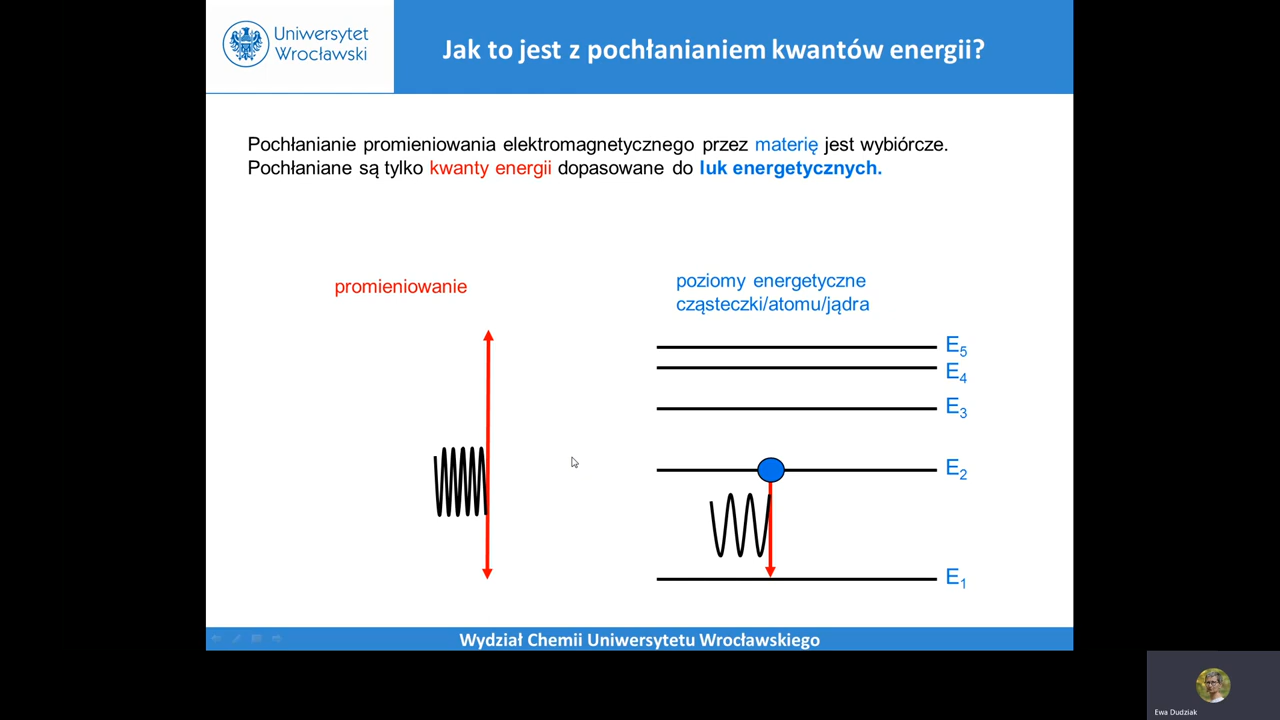 Uniwersytet
Wrocławski
Jak to jest z pochłanianiem kwantów energii?
Pochłanianie promieniowania elektromagnetycznego przez materię jest wybiórcze.
Pochłaniane są tylko kwanty energii dopasowane do luk energetycznych.
promieniowanie
poziomy energetyczne
cząsteczki/atomu/jądra
E5
E4
E3
E2
E1
Wydział Chemii Uniwersytetu Wrocławskiego
Ewa Dudziak